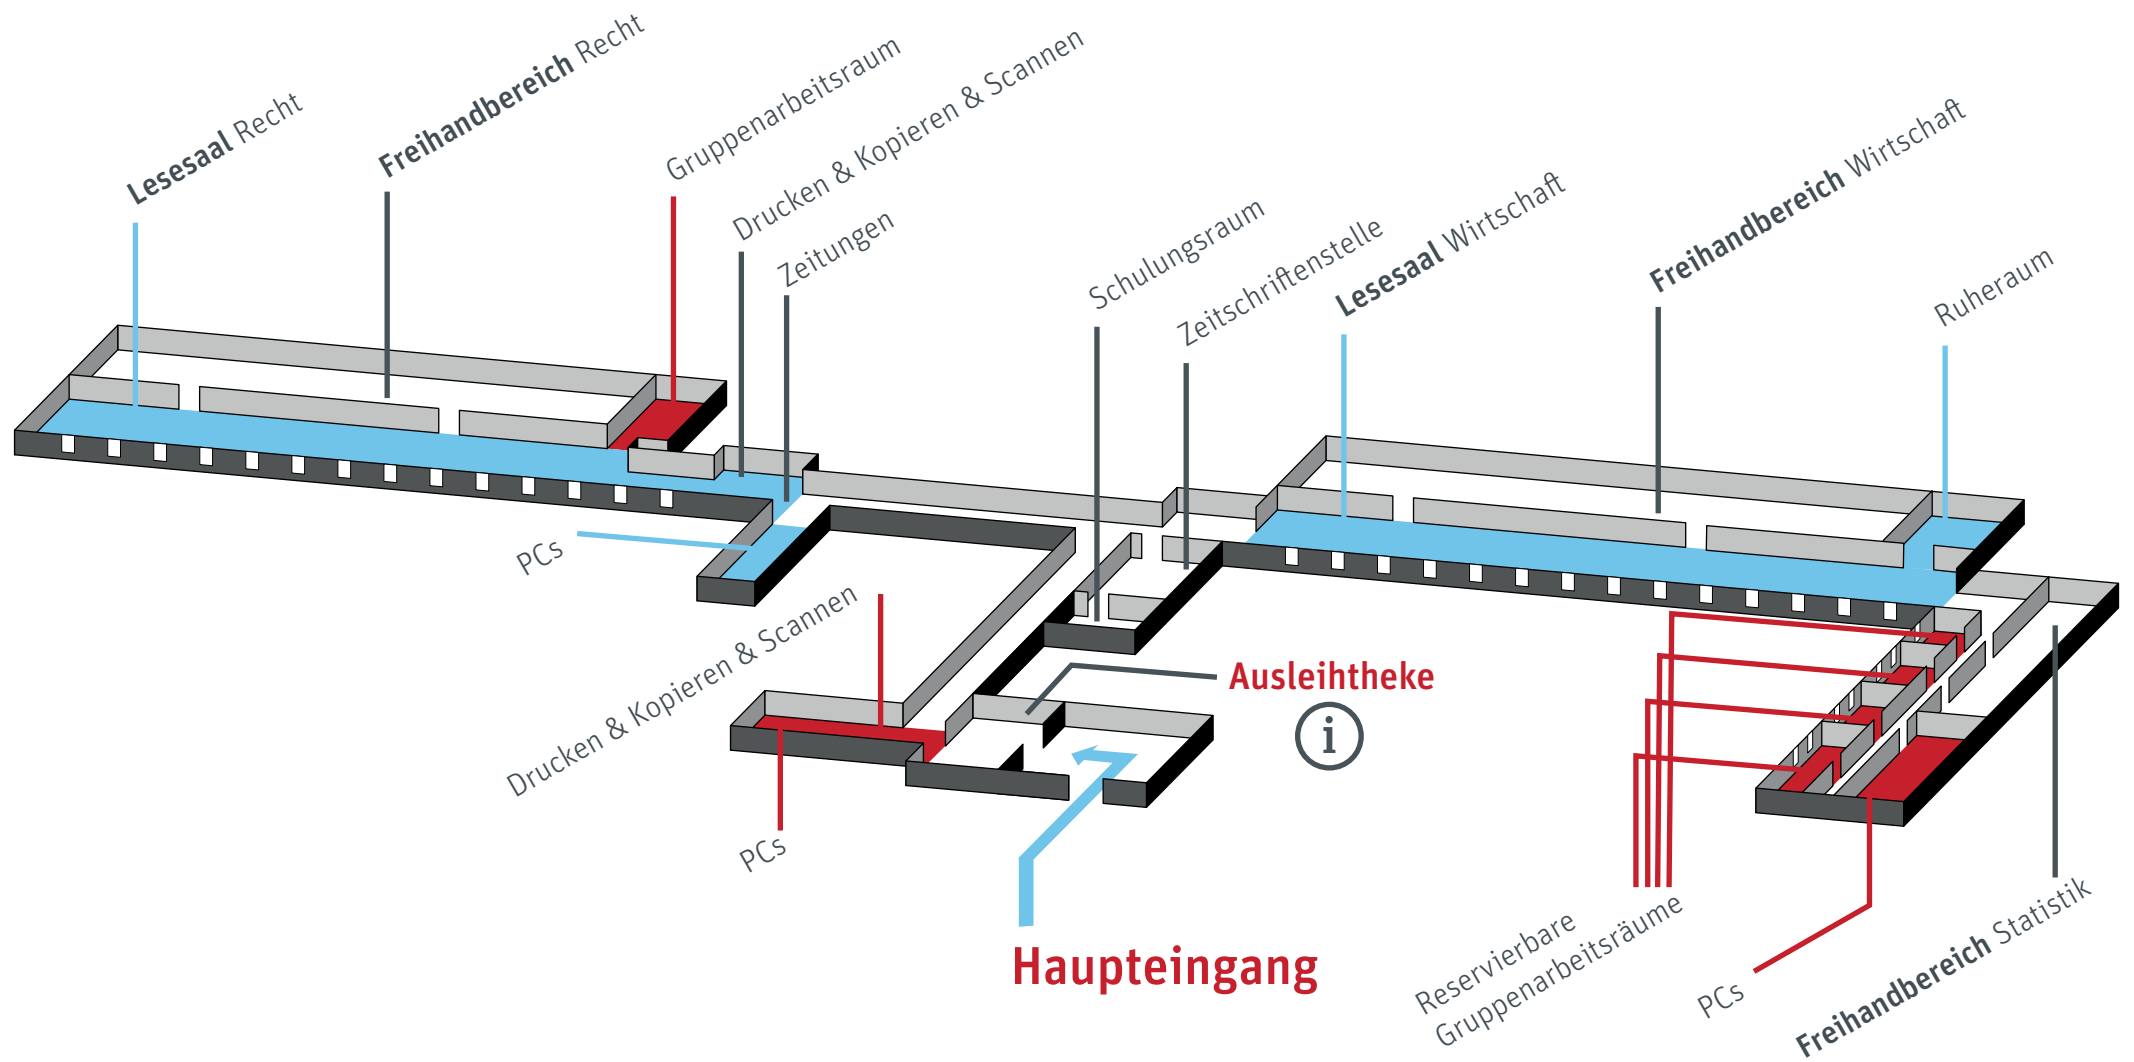 Lesesaal Recht
Freihandbereich Recht
Gruppenarbeitsraum
Drucken & Kopieren & Scannen
Zeitungen
Schulungsraum
Zeitschriftenstelle
Lesesaal Wirtschaft
Freihandbereich Wirtschaft
Ruheraum
PCs
Drucken & Kopieren & Scannen
PCs
Ausleihtheke
i
Haupteingang
Reservierbare
Gruppenarbeitsräume
PCs
Freihandbereich Statistik